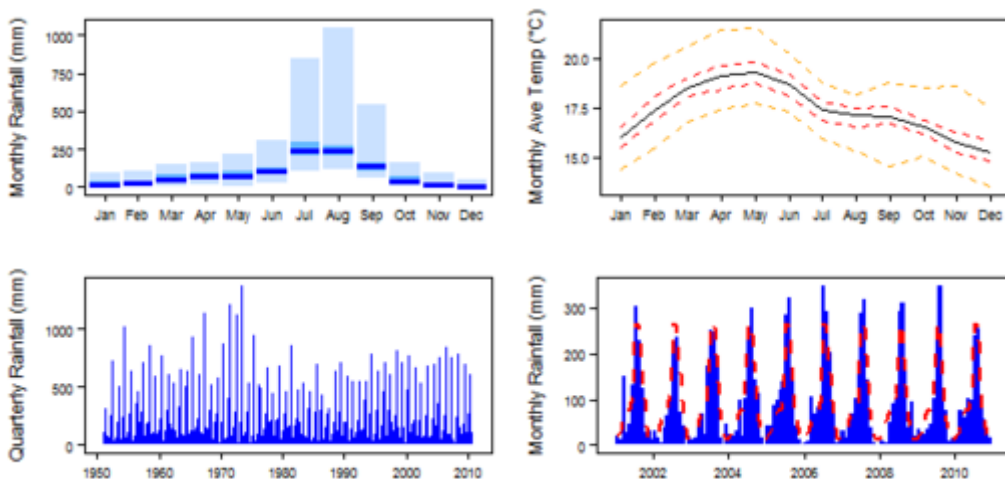 Monthly Rainfall (mm)
1000
750
500
250
0
Jan Feb Mar Apr May Jun Jul Aug Sep Oct Nov Dec
Monthly Ave Temp (°C)
20.0
17.5
15.0
Jan Feb Mar Apr May Jun Jul Aug Sep Oct Nov Dec
Quarterly Rainfall (mm)
1000
500
0
1950 1960 1970 1980 1990 2000 2010
Monthly Rainfall (mm)
300
200
100
0
2002 2004 2006 2008 2010